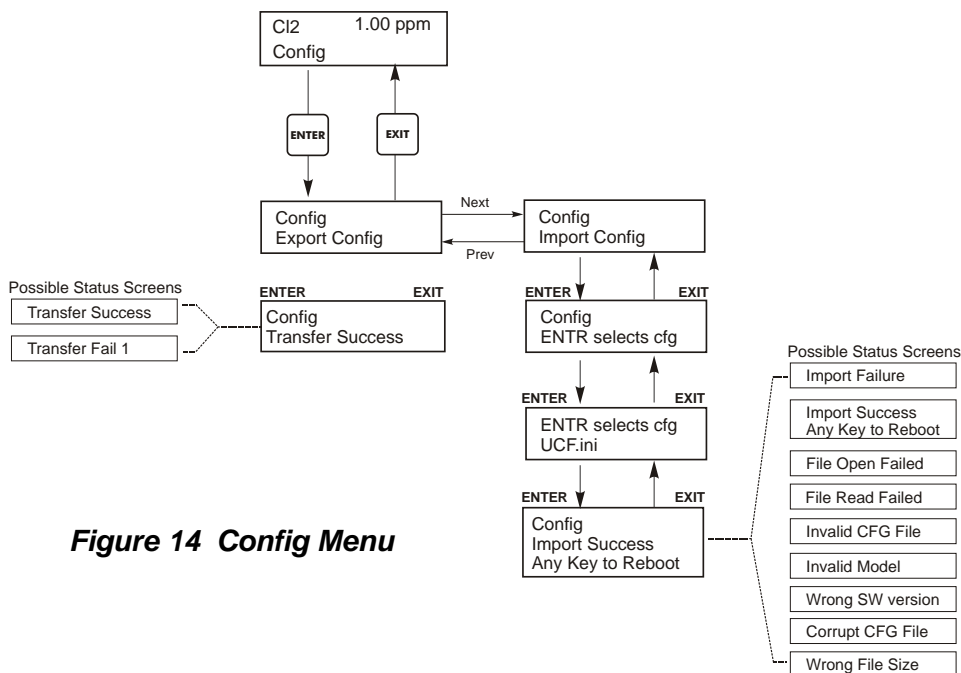 Cl2 1.00 ppm
Config
ENTER
EXIT
Config
Export Config
Next
Prev
Config
Import Config
Possible Status Screens
Transfer Success
Transfer Fail 1
ENTER EXIT
Config
Transfer Success
ENTER EXIT
Config
ENTR selects cfg
ENTER EXIT
ENTR selects cfg
UCF.ini
ENTER EXIT
Config
Import Success
Any Key to Reboot
Possible Status Screens
Import Failure
Import Success
Any Key to Reboot
File Open Failed
File Read Failed
Invalid CFG File
Invalid Model
Wrong SW version
Corrupt CFG File
Wrong File Size
Figure 14 Config Menu